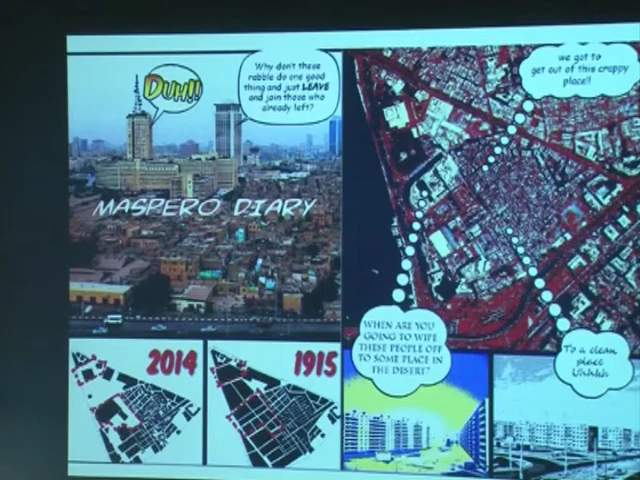 DUH!!
Why don't these
rabble do one good
thing and just LEAVE
and join those who
already left?
MASPERO DIARY
2014
1915
we got to
get out of this crappy
place!!
WHEN ARE YOU
GOING TO WIPE
THESE PEOPLE OFF
TO SOME PLACE IN
THE DESERT?
To a clean
place
Uhhhh